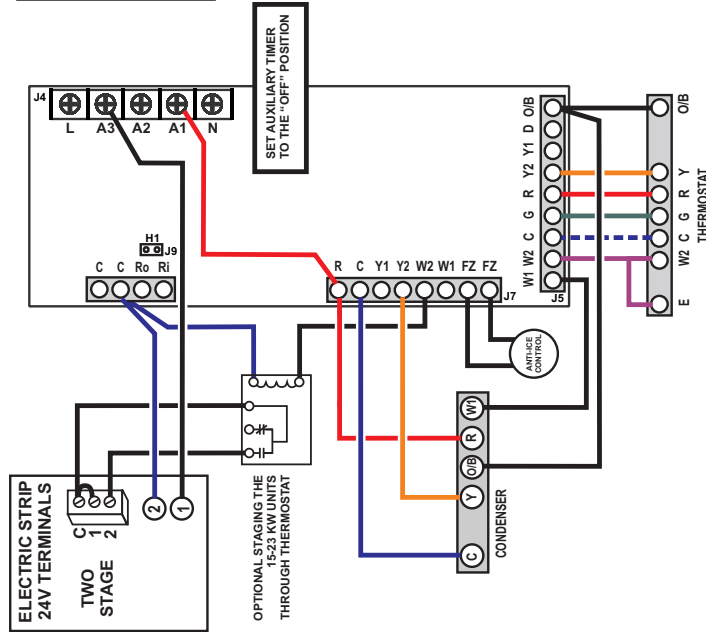 SET AUXILIARY TIMER
TO THE "OFF" POSITION
J4
L A3 A2 A1 N
H1
J9
C C Ro Ri
R C Y1 Y2 W2 W1 FZ FZ
J7
W1 W2 C G R Y2 Y1 D O/B
J5
E W2 C G R Y O/B
THERMOSTAT
ANTI-ICE
CONTROL
ELECTRIC STRIP
24V TERMINALS
TWO
STAGE
C
1
2
2
1
OPTIONAL STAGING THE
15-23 KW UNITS
THROUGH THERMOSTAT
C Y O/B R W1
CONDENSER